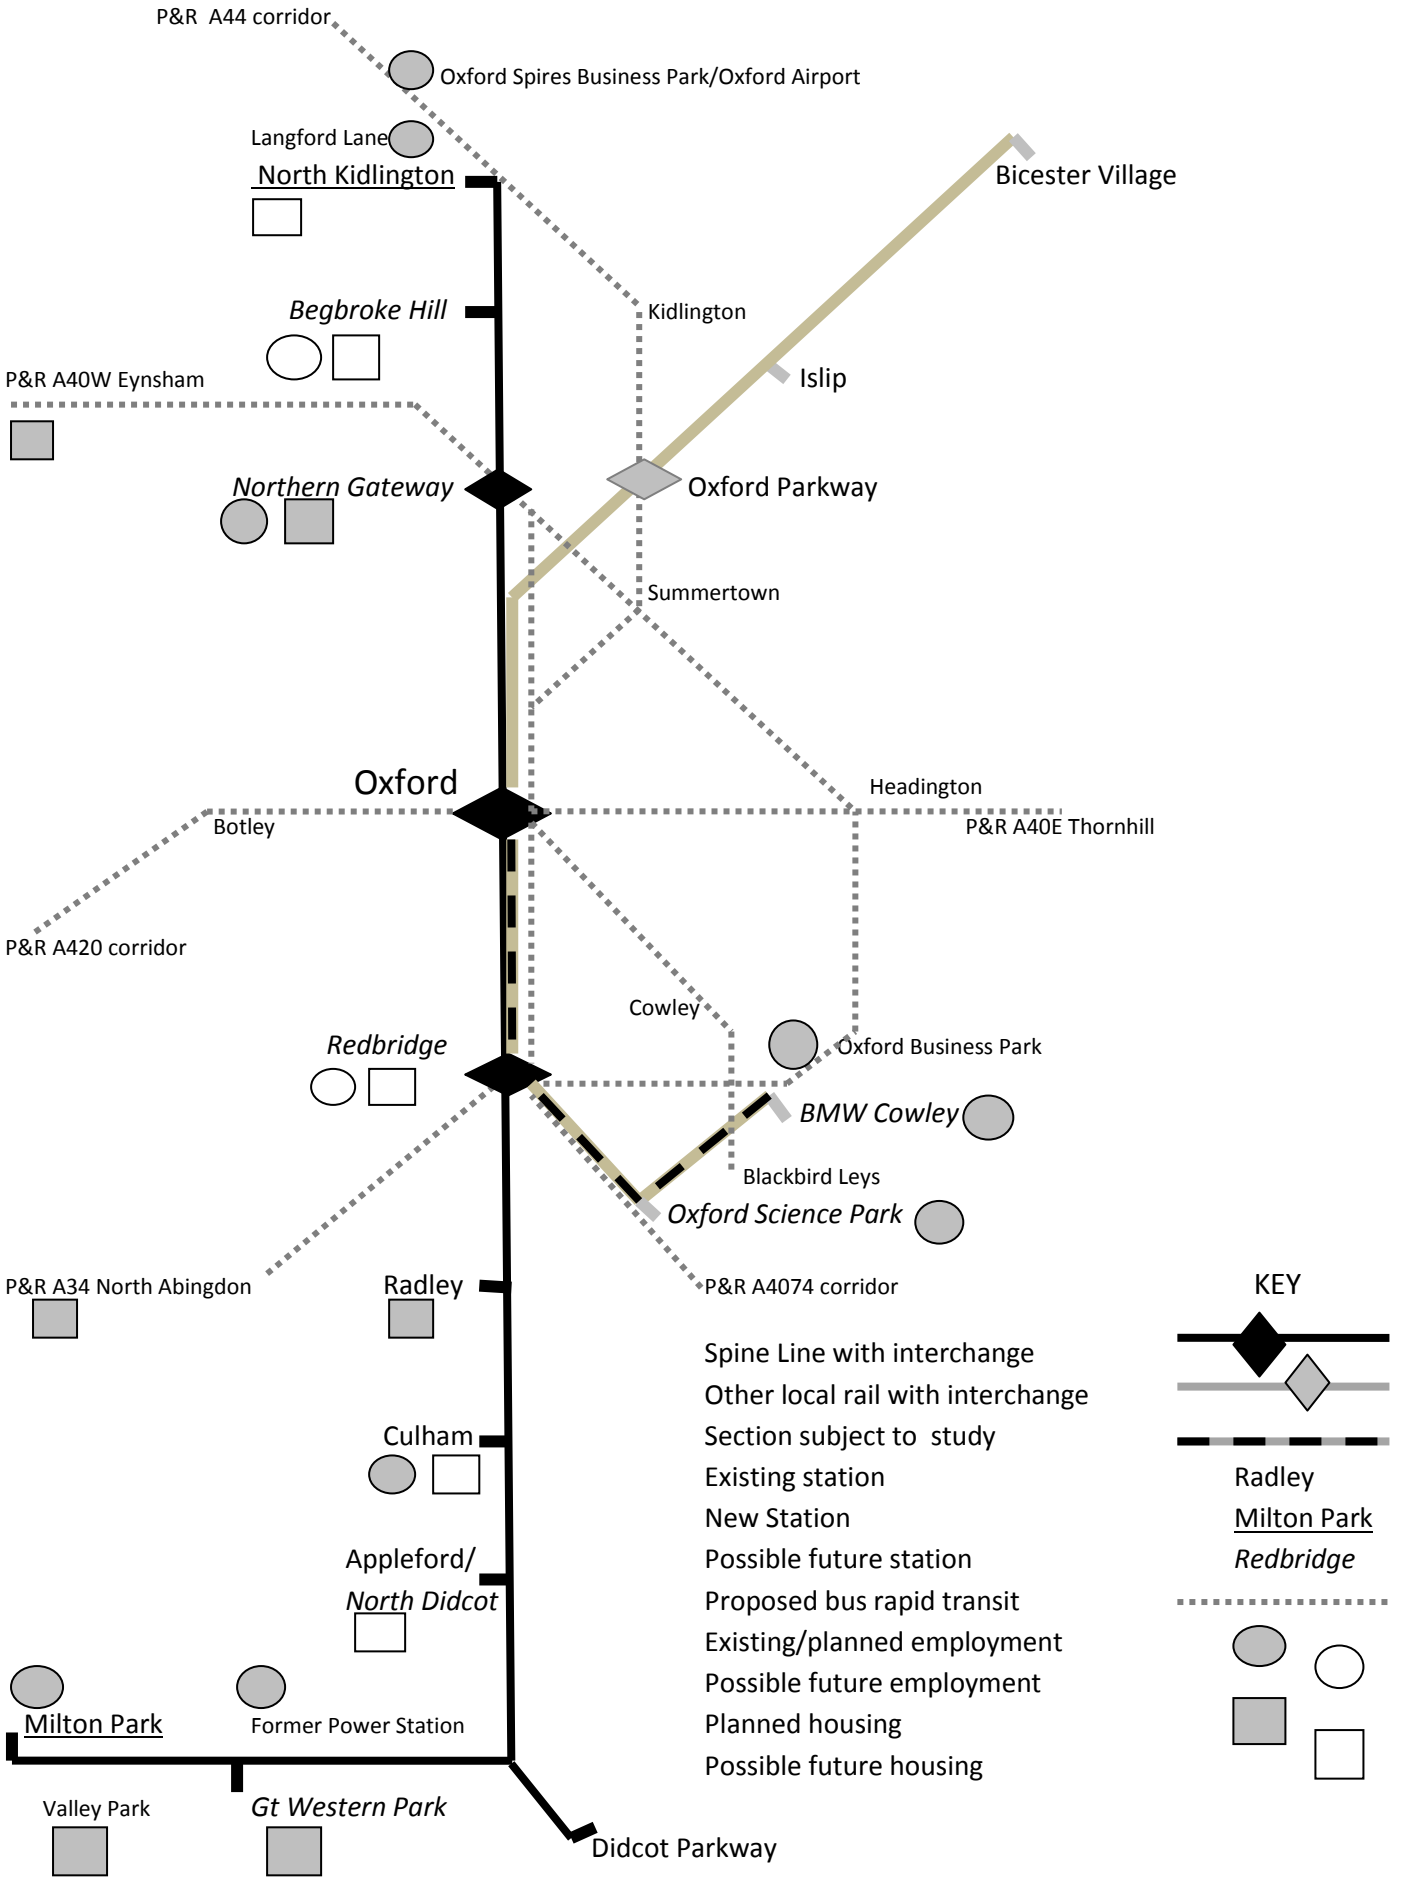 P&R A44 corridor
Oxford Spires Business Park/Oxford Airport
Langford Lane
North Kidlington
Bicester Village
Begbroke Hill
Kidlington
P&R A40W Eynsham
Islip
Northern Gateway
Oxford Parkway
Summertown
Oxford
Headington
Botley
P&R A40E Thornhill
P&R A420 corridor
Cowley
Redbridge
Oxford Business Park
BMW Cowley
Blackbird Leys
Oxford Science Park
P&R A34 North Abingdon
Radley
P&R A4074 corridor
KEY
Spine Line with interchange
Other local rail with interchange
Culham
Section subject to study
Existing station
Radley
New Station
Milton Park
Appleford/
North Didcot
Possible future station
Redbridge
Proposed bus rapid transit
Existing/planned employment
Possible future employment
Milton Park
Former Power Station
Planned housing
Possible future housing
Valley Park
Gt Western Park
Didcot Parkway